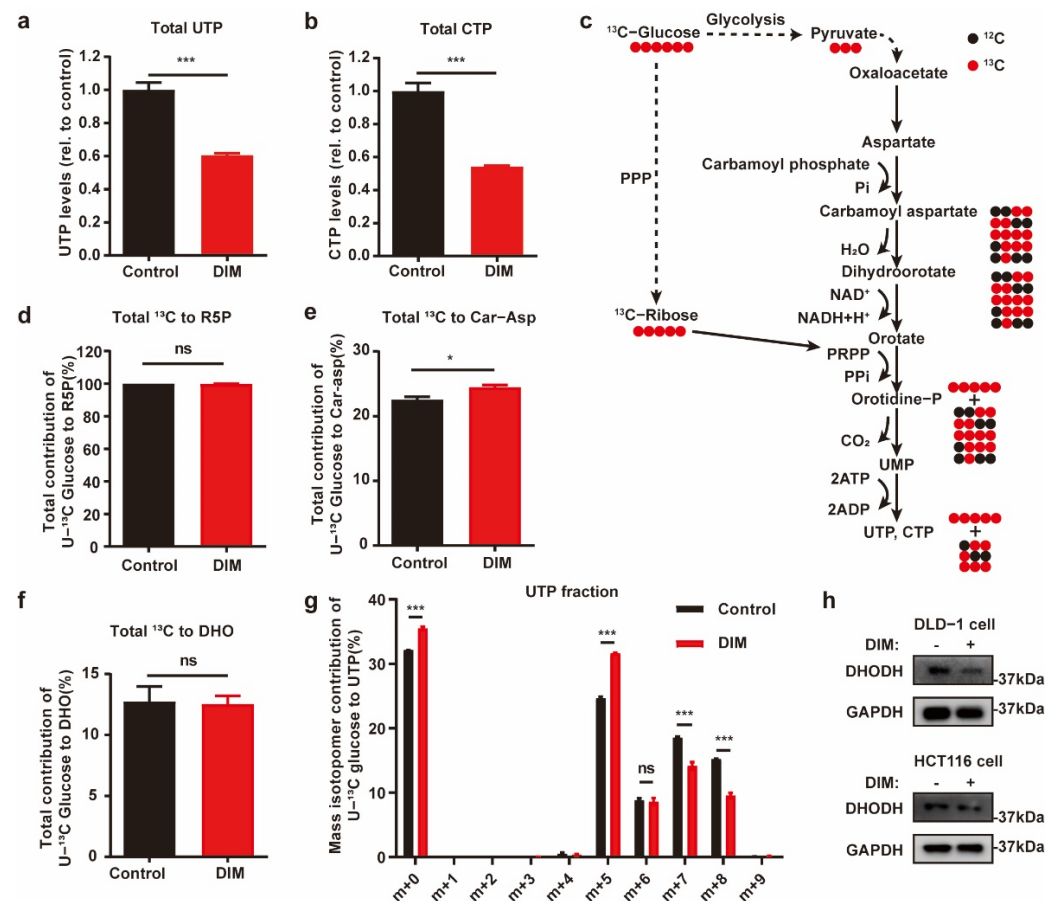 a
Total UTP
***
UTP levels (rel. to control)
1.2
1.0
0.8
0.6
0.4
0.2
0.0
Control
DIM
b
Total CTP
***
CTP levels (rel. to control)
1.2
1.0
0.8
0.6
0.4
0.2
0.0
Control
DIM
c
¹³C−Glucose
Glycolysis
Pyruvate
¹²C
¹³C
Oxaloacetate
Aspartate
Carbamoyl phosphate
Pi
Carbamoyl aspartate
H₂O
Dihydroorotate
NAD⁺
NADH+H⁺
Orotate
PPP
¹³C−Ribose
PRPP
PPi
Orotidine−P
+
CO₂
UMP
2ATP
2ADP
UTP, CTP
+
d
Total ¹³C to R5P
ns
Total contribution of
U−¹³C Glucose to R5P(%)
120
100
80
60
40
20
0
Control
DIM
e
Total ¹³C to Car−Asp
*
Total contribution of
U−¹³C Glucose to Car-asp(%)
30
20
10
0
Control
DIM
f
Total ¹³C to DHO
ns
Total contribution of
U−¹³C Glucose to DHO(%)
15
10
5
0
Control
DIM
g
UTP fraction
Control
DIM
Mass isotopomer contribution of
U−¹³C glucose to UTP(%)
40
30
20
10
0
***
***
ns
***
***
m+0
m+1
m+2
m+3
m+4
m+5
m+6
m+7
m+8
m+9
h
DLD−1 cell
DIM: - +
DHODH
-37kDa
GAPDH
-37kDa
HCT116 cell
DIM: - +
DHODH
-37kDa
GAPDH
-37kDa